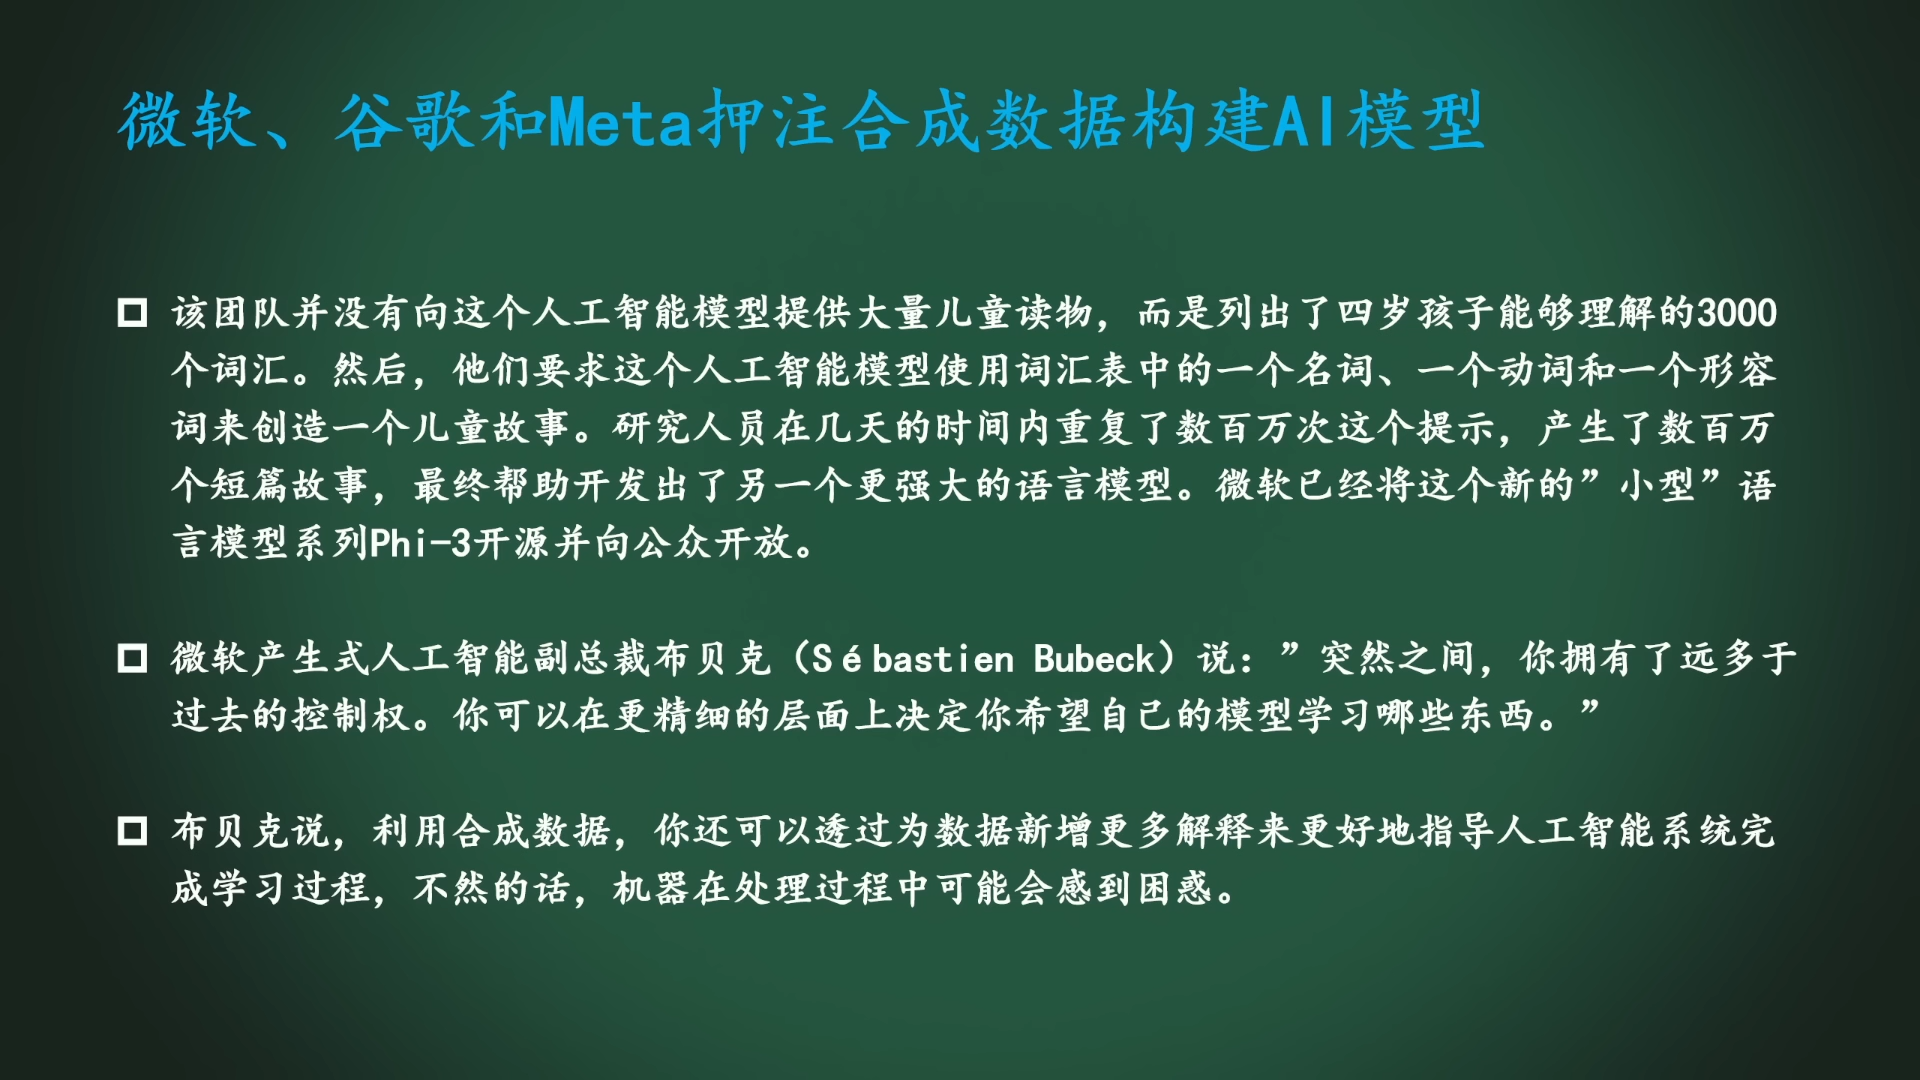 微软、谷歌和Meta押注合成数据构建AI模型
该团队并没有向这个人工智能模型提供大量儿童读物，而是列出了四岁孩子能够理解的3000
个词汇。然后，他们要求这个人工智能模型使用词汇表中的一个名词、一个动词和一个形容
词来创造一个儿童故事。研究人员在几天的时间内重复了数百万次这个提示，产生了数百万
个短篇故事，最终帮助开发出了另一个更强大的语言模型。微软已经将这个新的”小型”语
言模型系列Phi-3开源并向公众开放。
微软产生式人工智能副总裁布贝克（Sébastien Bubeck）说：”突然之间，你拥有了远多于
过去的控制权。你可以在更精细的层面上决定你希望自己的模型学习哪些东西。”
布贝克说，利用合成数据，你还可以透过为数据新增更多解释来更好地指导人工智能系统完
成学习过程，不然的话，机器在处理过程中可能会感到困惑。